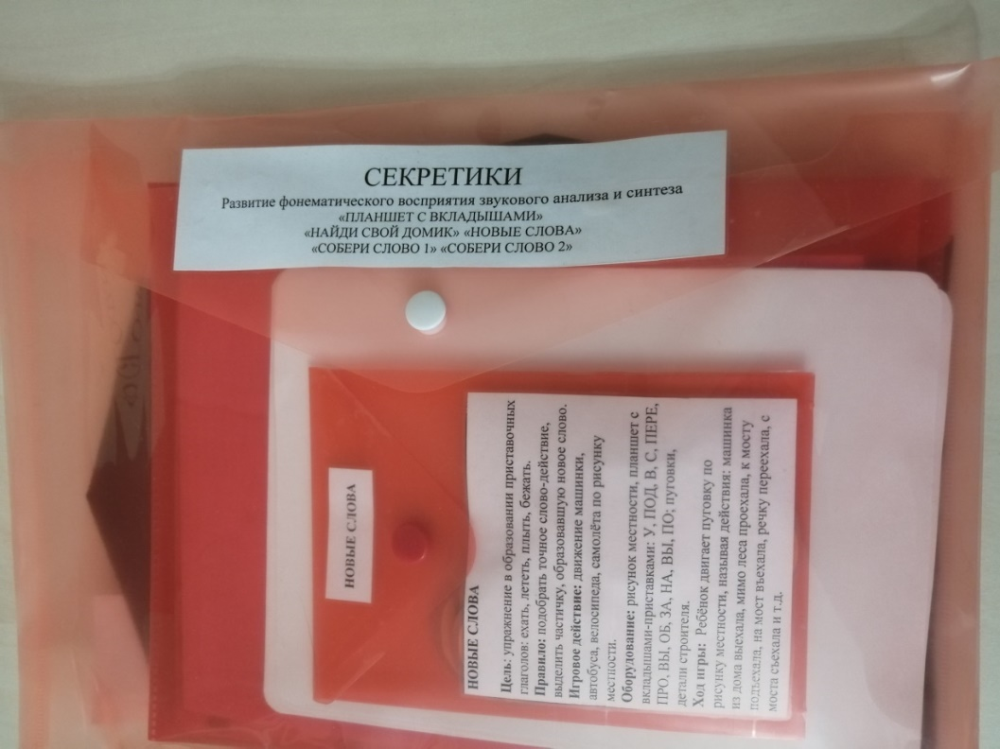 СЕКРЕТИКИ
Развитие фонематического восприятия звукового анализа и синтеза
«ПЛАНШЕТ С ВКЛАДЫШАМИ»
«НАЙДИ СВОЙ ДОМИК» «НОВЫЕ СЛОВА»
«СОБЕРИ СЛОВО 1» «СОБЕРИ СЛОВО 2»
НОВЫЕ СЛОВА
НОВЫЕ СЛОВА
Цель: упражнение в образовании приставочных
глаголов: ехать, лететь, плыть, бежать.
Правило: подобрать точное слово-действие,
выделить частичку, образовавшую новое слово.
Игровое действие: движение машинки,
автобуса, велосипеда, самолёта по рисунку
местности.
Оборудование: рисунок местности, планшет с
вкладышами-приставками: У, ПОД, В, С, ПЕРЕ,
ПРО, ВЫ, ОБ, ЗА, НА, ВЫ, ПО; пуговки,
детали строителя.
Ход игры: Ребёнок двигает пуговку по
рисунку местности, называя действия: машинка
из дома выехала, мимо леса проехала, к мосту
подъехала, на мост въехала, речку переехала, с
моста съехала и т.д.